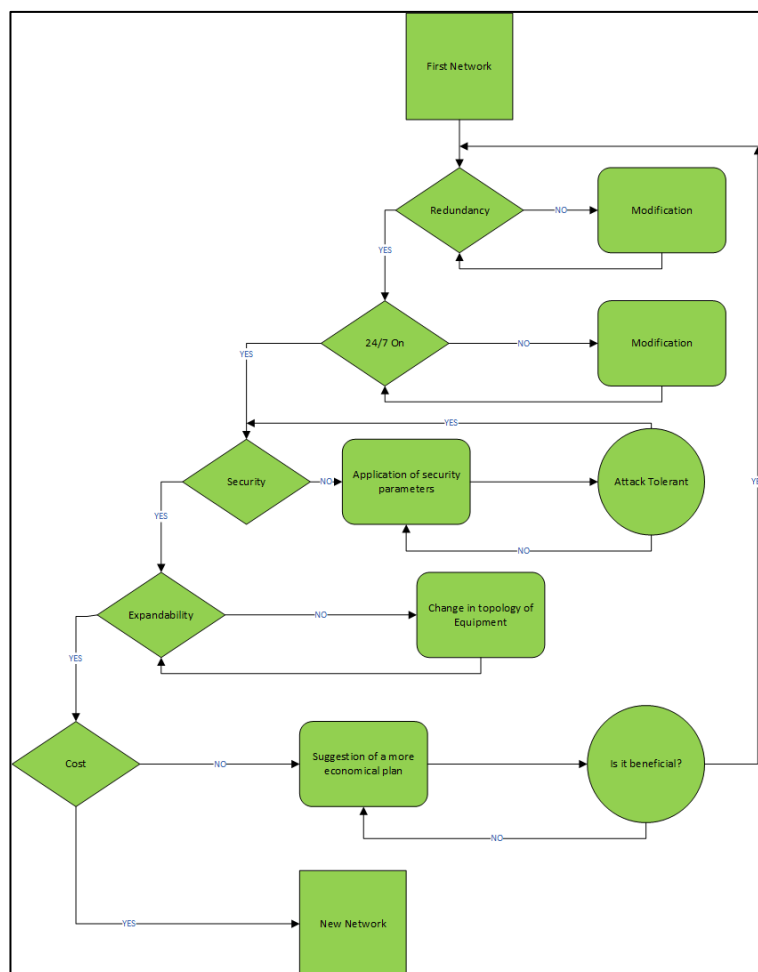 First Network
Redundancy
NO
Modification
YES
24/7 On
NO
Modification
YES
YES
Security
NO
Application of security
parameters
Attack Tolerant
YE
YES
NO
Expandability
NO
Change in topology of
Equipment
YES
Cost
NO
Suggestion of a more
economical plan
Is it beneficial?
NO
YES
New Network